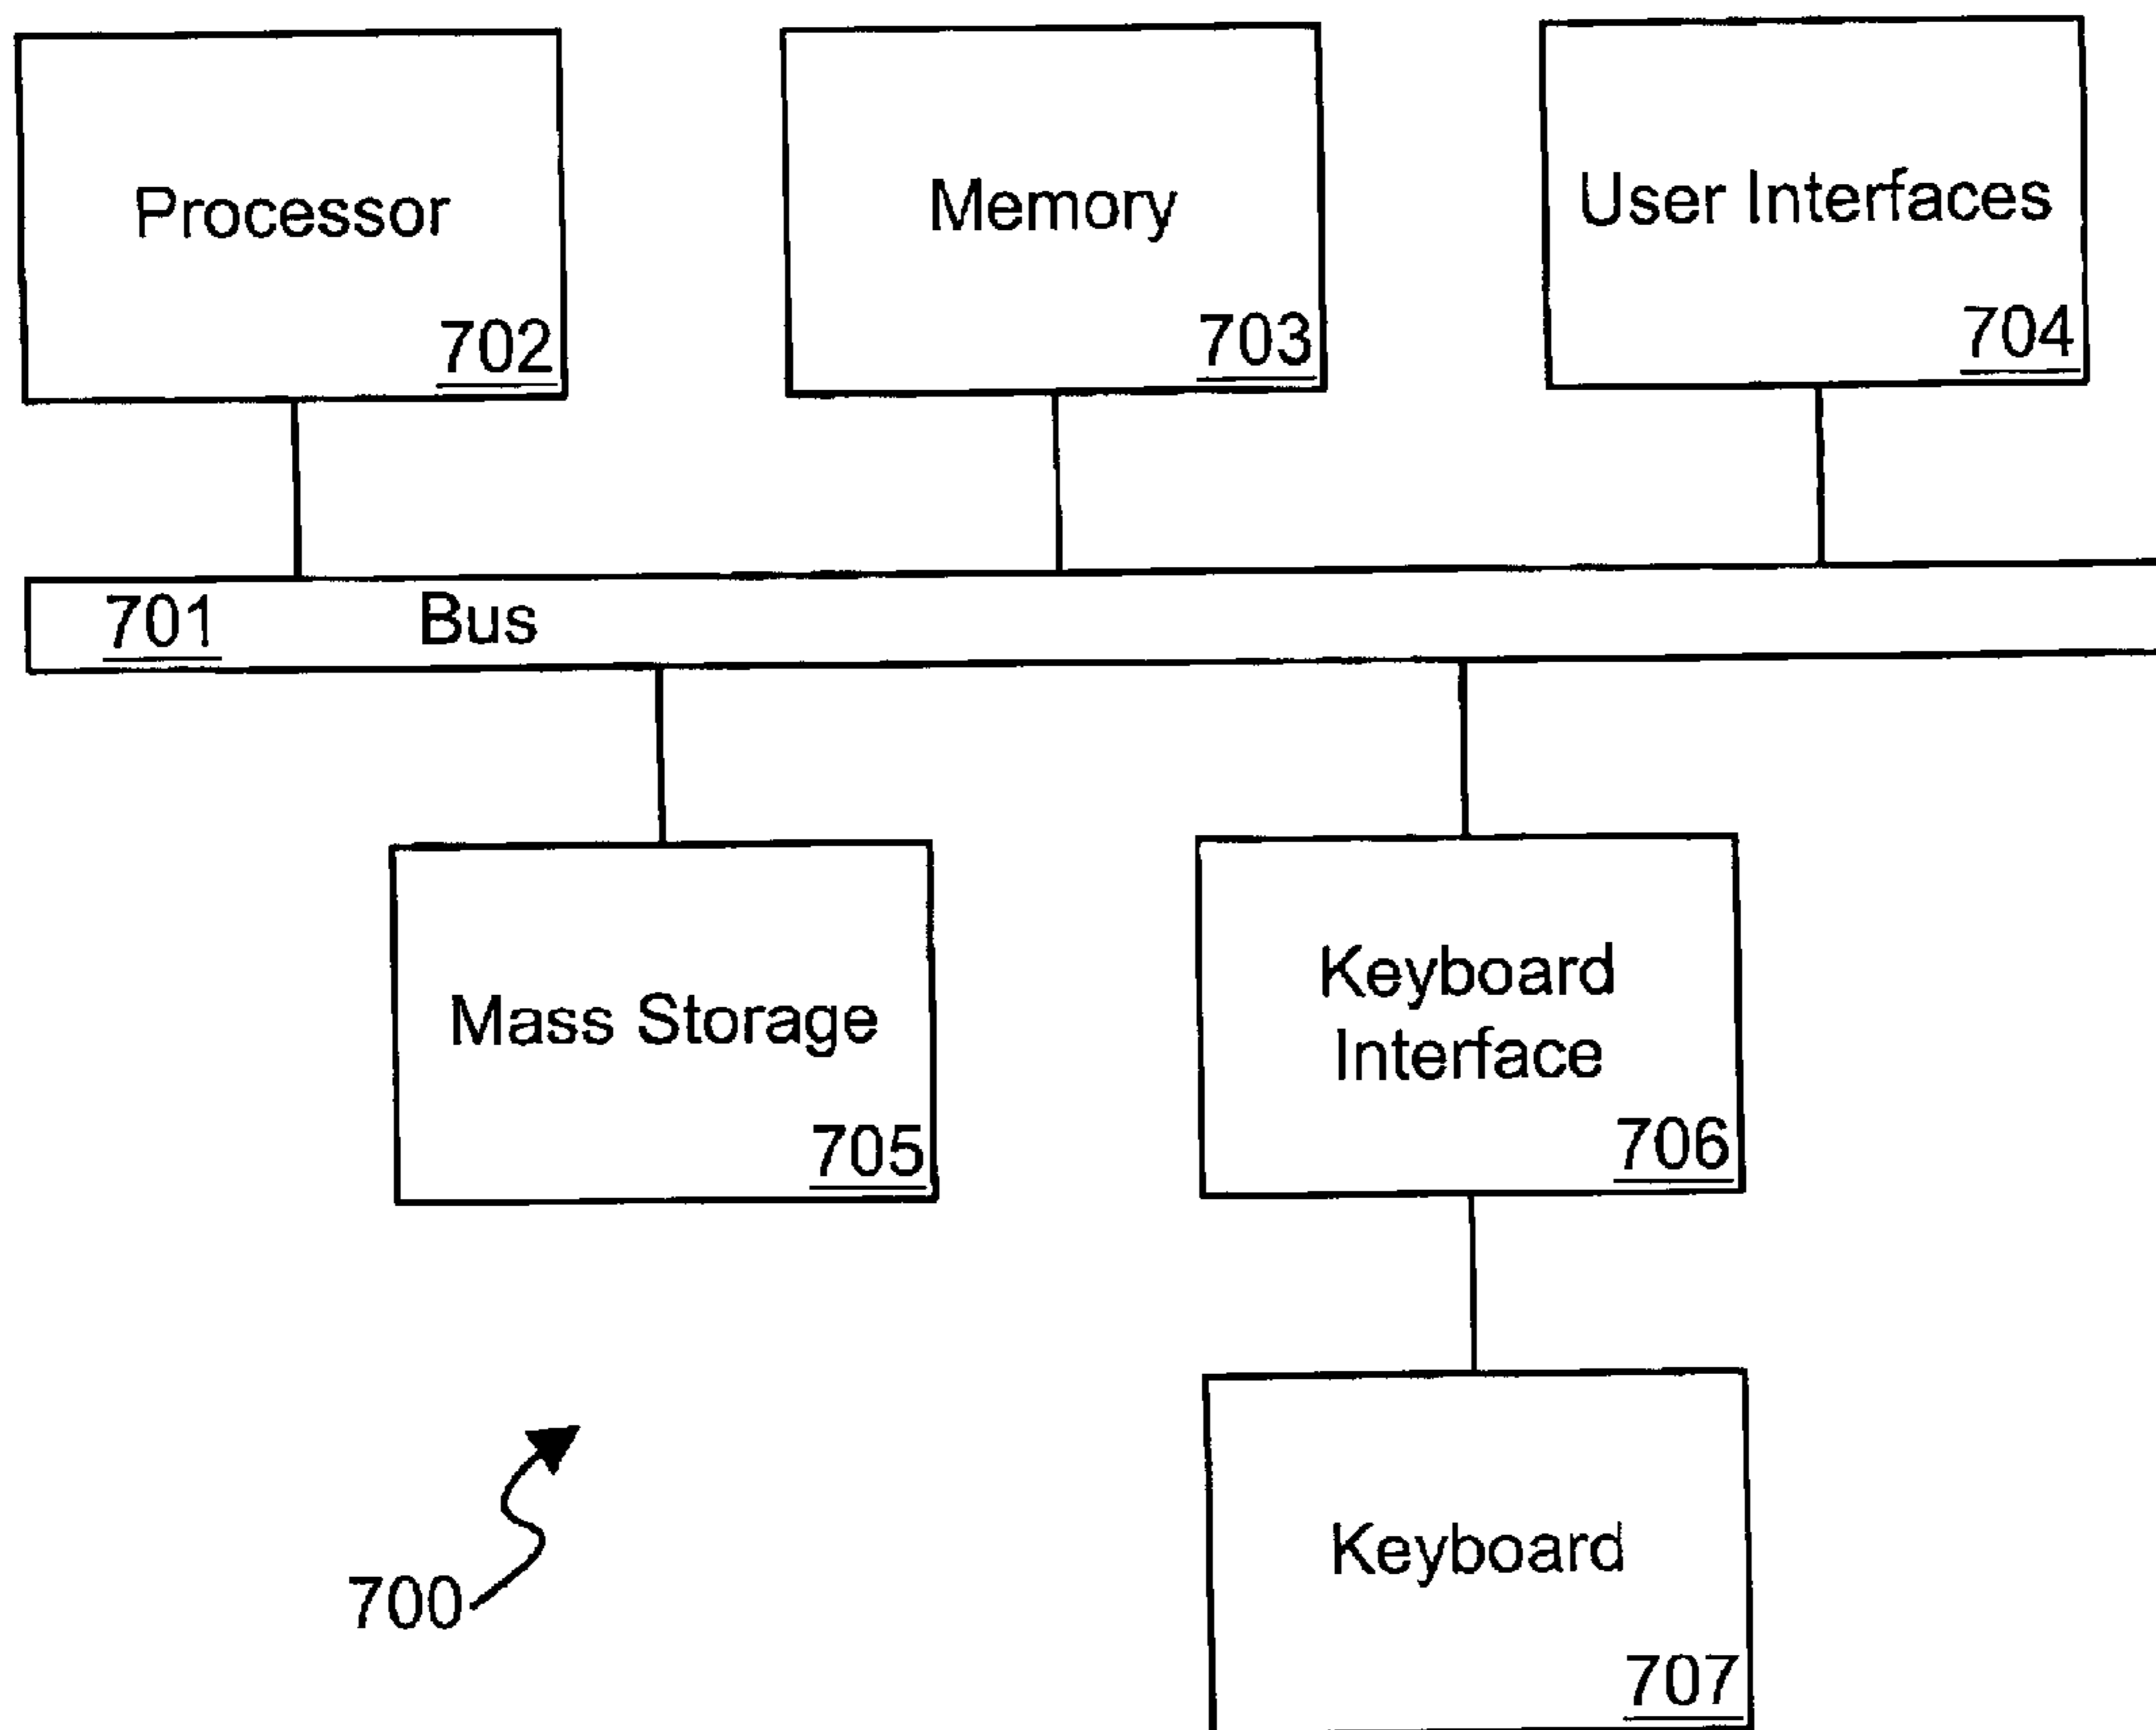 Processor
702
Memory
703
User Interfaces
704
701 Bus
Mass Storage
705
Keyboard
Interface
706
700
Keyboard
707